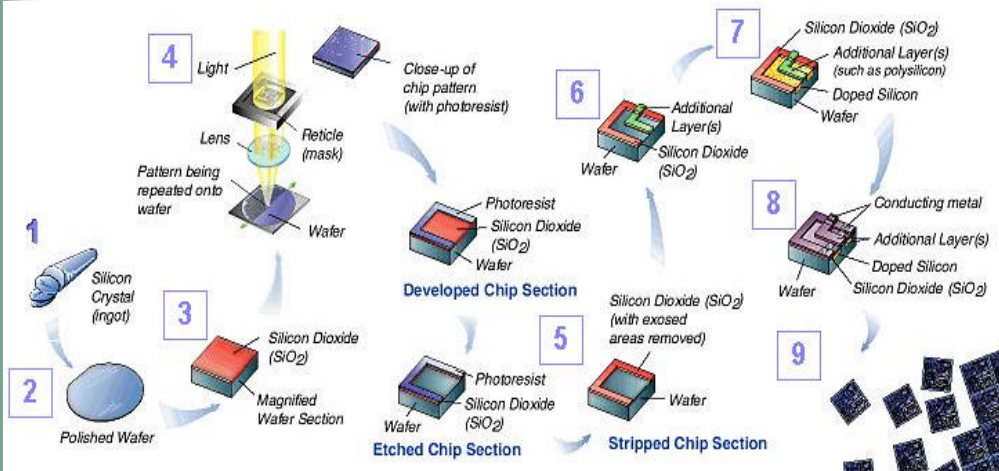 1
Silicon
Crystal
(ingot)
2
Polished Wafer
3
Silicon Dioxide
(SiO2)
Magnified
Wafer Section
4
Light
Reticle
(mask)
Lens
Pattern being
repeated onto
wafer
Wafer
Close-up of
chip pattern
(with photoresist)
Photoresist
Silicon Dioxide
(SiO2)
Wafer
Developed Chip Section
Photoresist
Silicon Dioxide
(SiO2)
Wafer
Etched Chip Section
5
Silicon Dioxide (SiO2)
(with exposed
areas removed)
Wafer
Stripped Chip Section
6
Additional
Layer(s)
Silicon Dioxide
(SiO2)
Wafer
7
Silicon Dioxide (SiO2)
Additional Layer(s)
(such as polysilicon)
Doped Silicon
Wafer
8
Conducting metal
Additional Layer(s)
Doped Silicon
Silicon Dioxide (SiO2)
Wafer
9